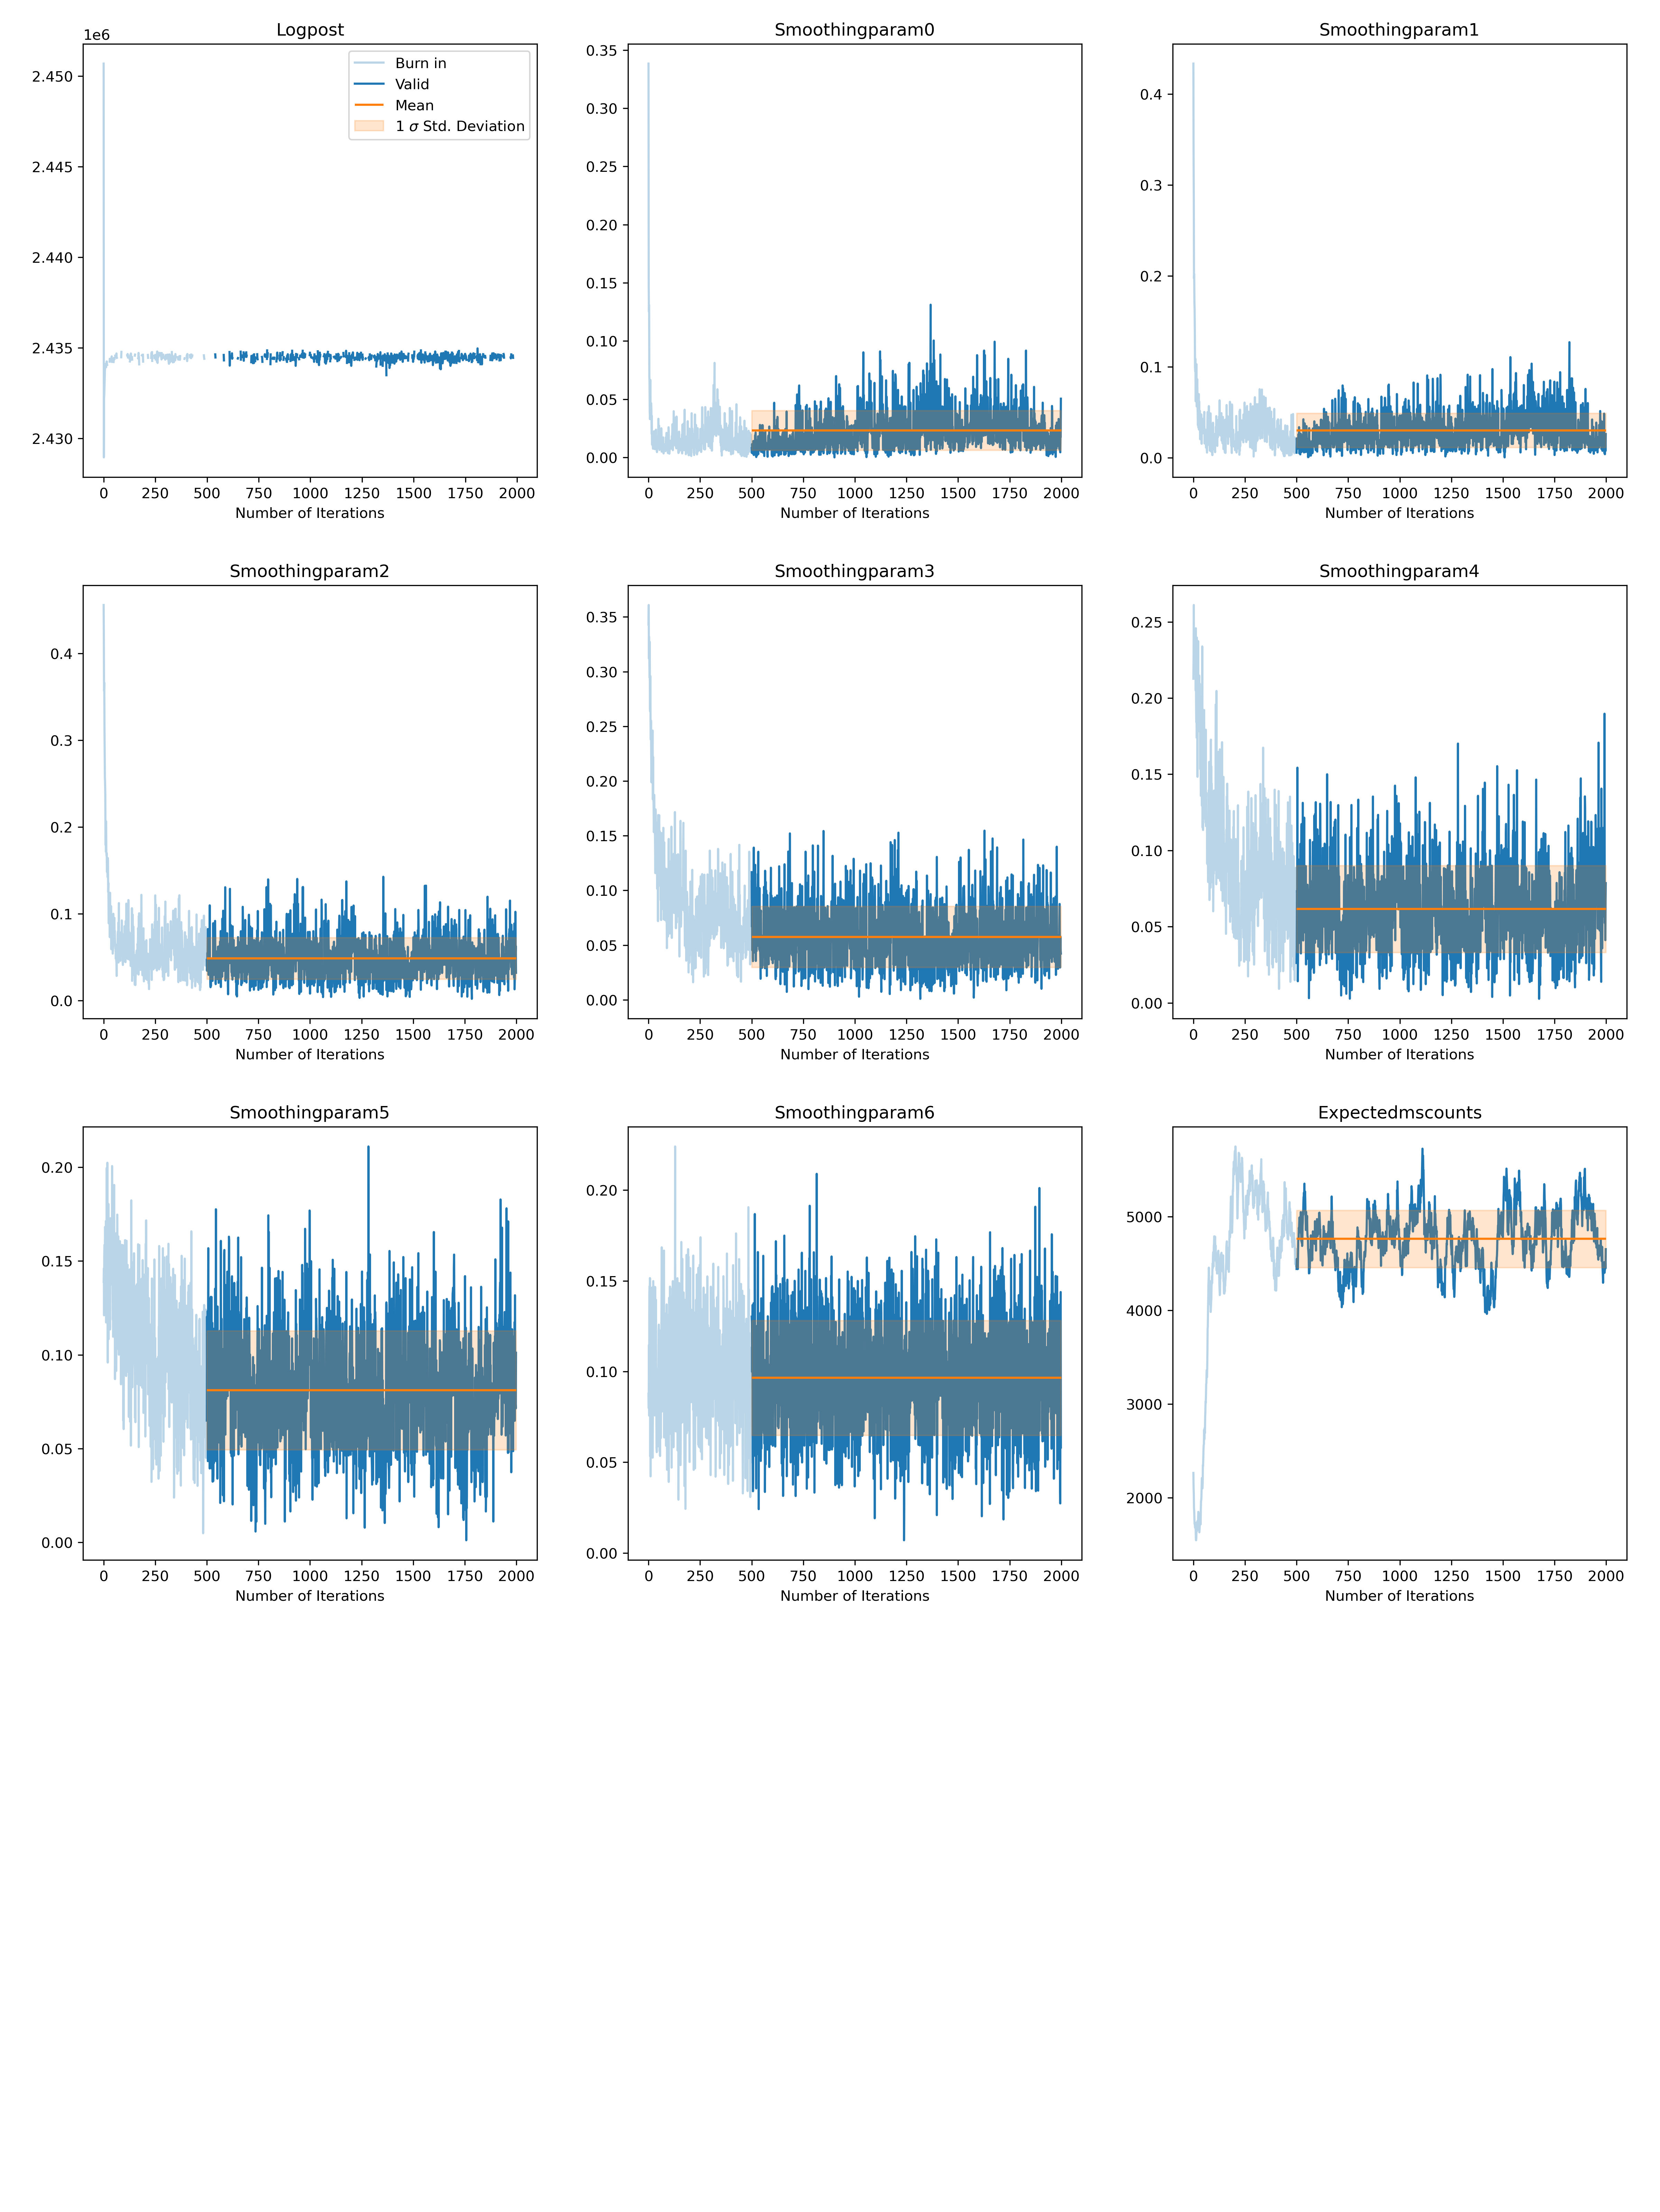 Logpost
1e6
2.450
2.445
2.440
2.435
2.430
Burn in
Valid
Mean
1 σ Std. Deviation
0 250 500 750 1000 1250 1500 1750 2000
Number of Iterations
Smoothingparam0
0.35
0.30
0.25
0.20
0.15
0.10
0.05
0.00
0 250 500 750 1000 1250 1500 1750 2000
Number of Iterations
Smoothingparam1
0.4
0.3
0.2
0.1
0.0
0 250 500 750 1000 1250 1500 1750 2000
Number of Iterations
Smoothingparam2
0.4
0.3
0.2
0.1
0.0
0 250 500 750 1000 1250 1500 1750 2000
Number of Iterations
Smoothingparam3
0.35
0.30
0.25
0.20
0.15
0.10
0.05
0.00
0 250 500 750 1000 1250 1500 1750 2000
Number of Iterations
Smoothingparam4
0.25
0.20
0.15
0.10
0.05
0.00
0 250 500 750 1000 1250 1500 1750 2000
Number of Iterations
Smoothingparam5
0.20
0.15
0.10
0.05
0.00
0 250 500 750 1000 1250 1500 1750 2000
Number of Iterations
Smoothingparam6
0.20
0.15
0.10
0.05
0.00
0 250 500 750 1000 1250 1500 1750 2000
Number of Iterations
Expectedmscounts
5000
4000
3000
2000
0 250 500 750 1000 1250 1500 1750 2000
Number of Iterations